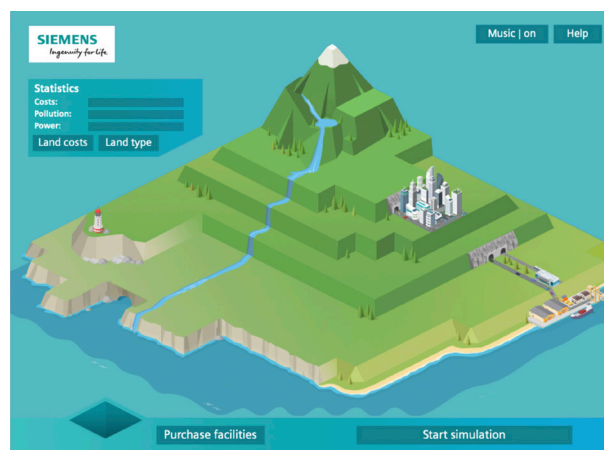 SIEMENS
Ingenuity for life
Music | on
Help
Statistics
Costs:
Pollution:
Power:
Land costs
Land type
Purchase facilities
Start simulation